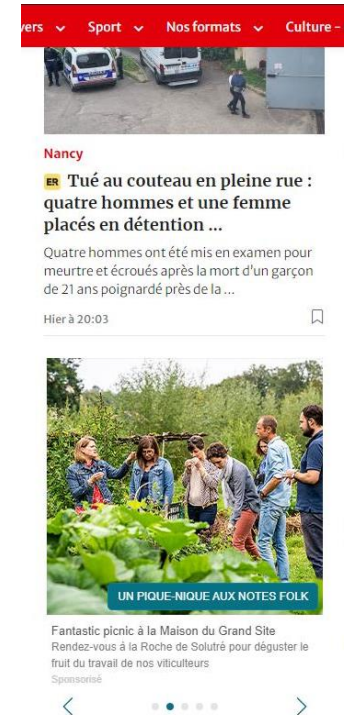 vers Sport Nos formats Culture –
Nancy
ER Tué au couteau en pleine rue :
quatre hommes et une femme
placés en détention ...
Quatre hommes ont été mis en examen pour
meurtre et écroués après la mort d'un garçon
de 21 ans poignardé près de la ...
Hier à 20:03
UN PIQUE-NIQUE AUX NOTES FOLK
Fantastic picnic à la Maison du Grand Site
Rendez-vous à la Roche de Solutré pour déguster le
fruit du travail de nos viticulteurs
Sponsorisé